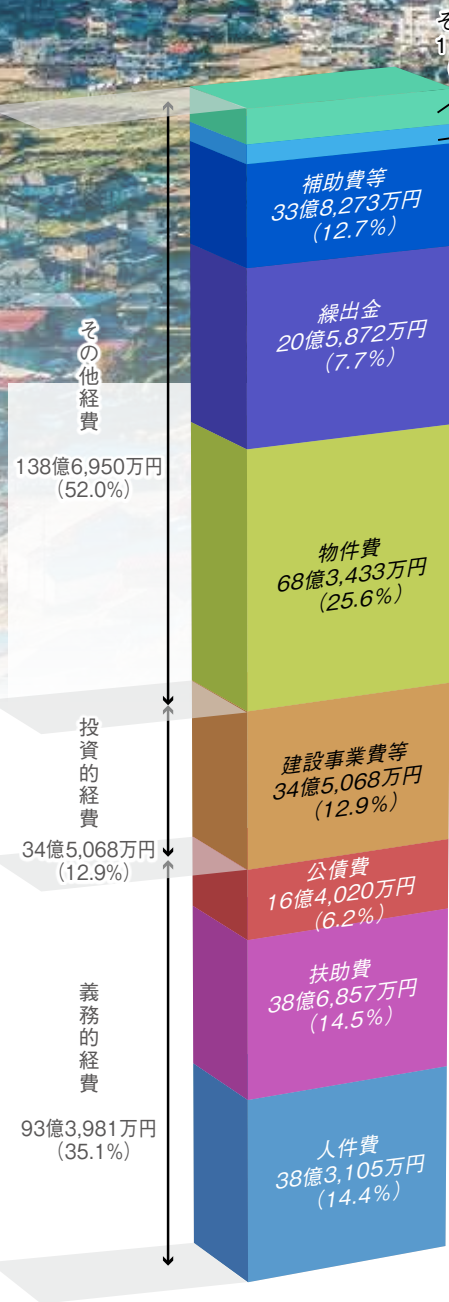 そ
1
補助費等
33億8,273万円
(12.7%)
繰出金
20億5,872万円
(7.7%)
その他経費
138億6,950万円
(52.0%)
物件費
68億3,433万円
(25.6%)
投資的経費
34億5,068万円
(12.9%)
建設事業費等
34億5,068万円
(12.9%)
公債費
16億4,020万円
(6.2%)
扶助費
38億6,857万円
(14.5%)
義務的経費
93億3,981万円
(35.1%)
人件費
38億3,105万円
(14.4%)